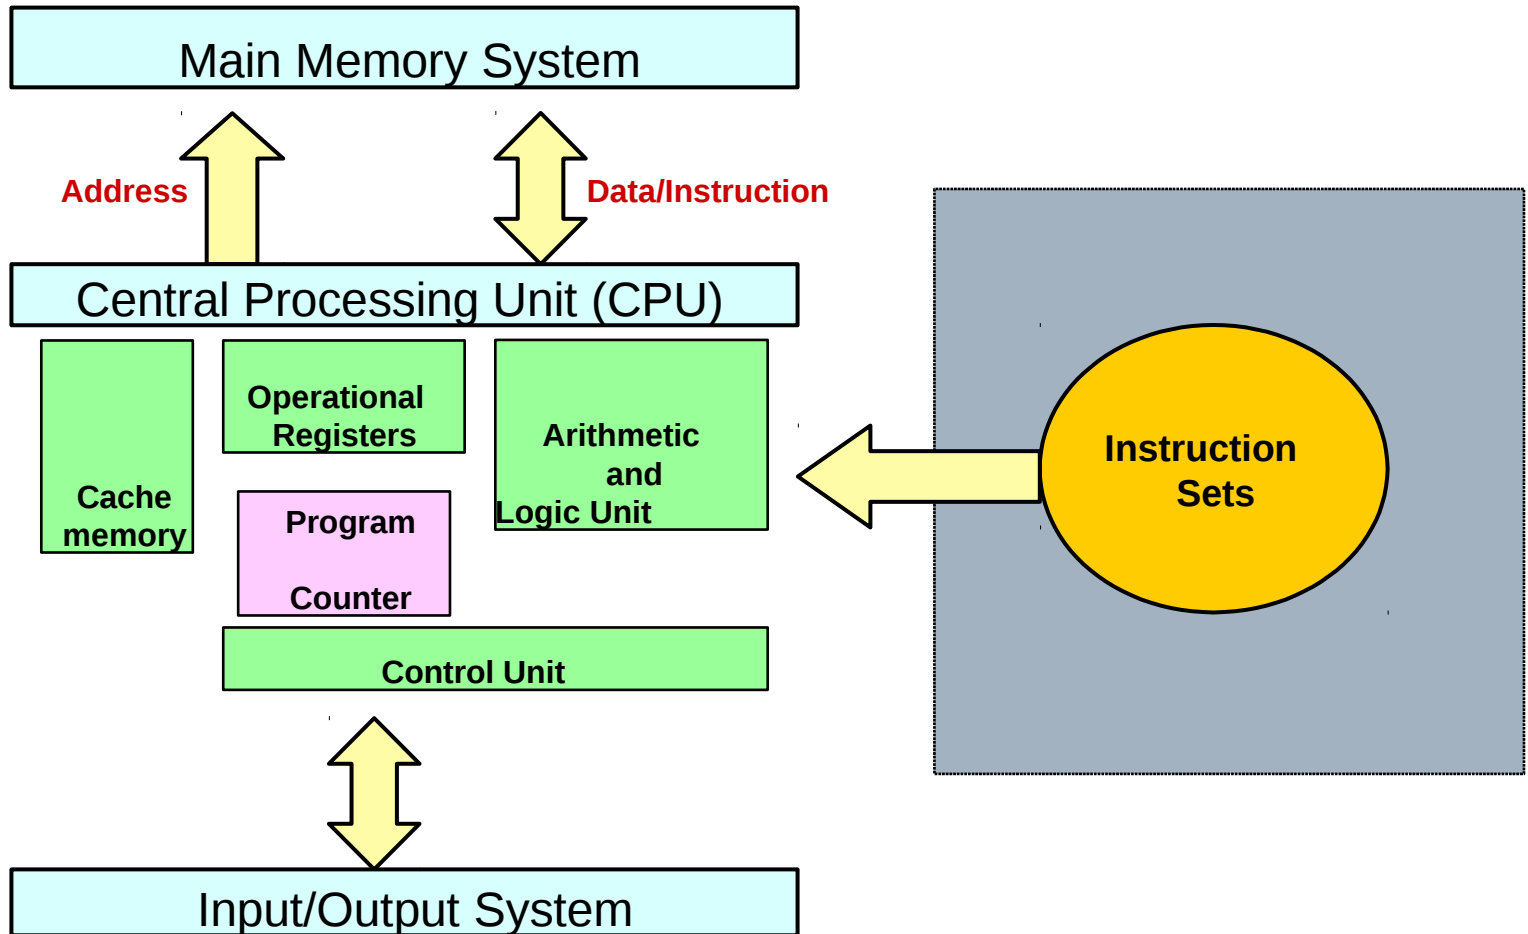 Main Memory System
Address
Data/Instruction
Central Processing Unit (CPU)
Cache
memory
Operational
Registers
Program
Counter
Arithmetic
and
Logic Unit
Control Unit
Instruction
Sets
Input/Output System